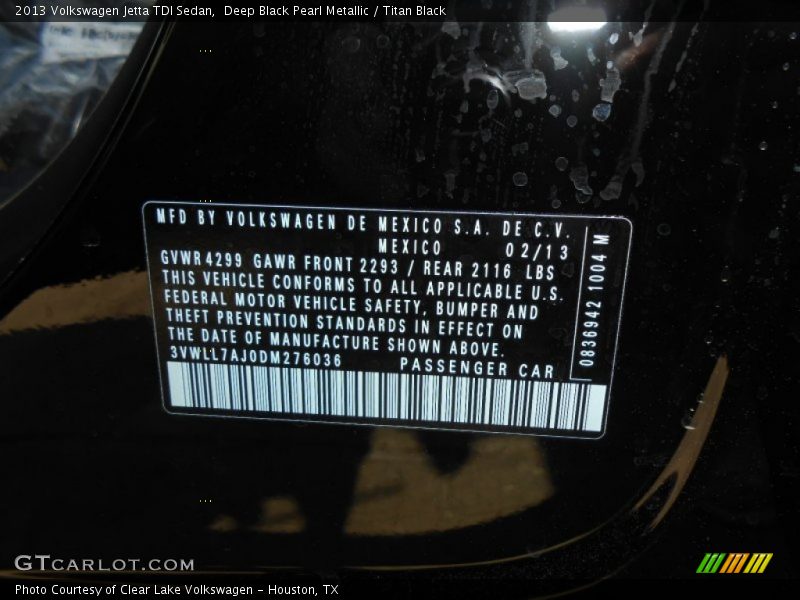 2013 Volkswagen Jetta TDI Sedan,  Deep Black Pearl Metallic / Titan Black
MFD BY VOLKSWAGEN DE MEXICO S.A. DE C.V.
MEXICO 02/13
GVWR 4299 GAWR FRONT 2293 / REAR 2116 LBS
THIS VEHICLE CONFORMS TO ALL APPLICABLE U.S.
FEDERAL MOTOR VEHICLE SAFETY, BUMPER AND
THEFT PREVENTION STANDARDS IN EFFECT ON
THE DATE OF MANUFACTURE SHOWN ABOVE.
3VWLL7AJ0DM276036 PASSENGER CAR
0836942 1004 M
GTCARLOT.COM
Photo Courtesy of Clear Lake Volkswagen – Houston, TX